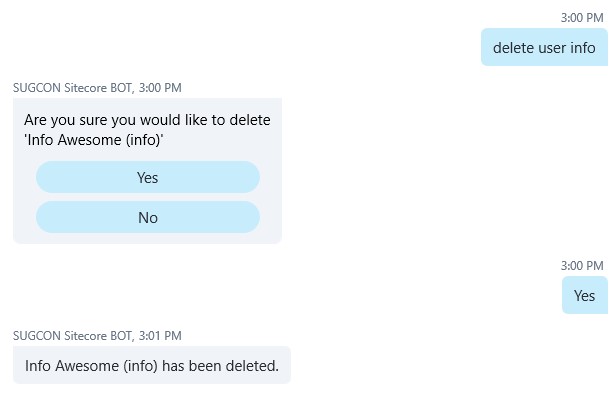 3:00 PM
delete user info
SUGCON Sitecore BOT, 3:00 PM
Are you sure you would like to delete
'Info Awesome (info)'
Yes
No
3:00 PM
Yes
SUGCON Sitecore BOT, 3:01 PM
Info Awesome (info) has been deleted.